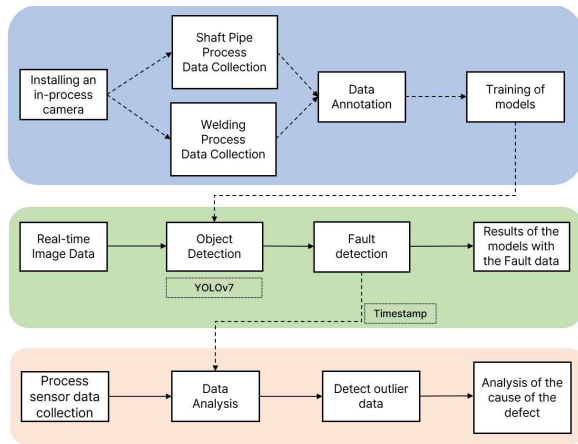 Installing an
in-process
camera
Shaft Pipe
Process
Data Collection
Welding
Process
Data Collection
Data
Annotation
Training of
models
Real-time
Image Data
Object
Detection
YOLOv7
Fault
detection
Timestamp
Results of the
models with
the Fault data
Process
sensor data
collection
Data
Analysis
Detect outlier
data
Analysis of the
cause of the
defect